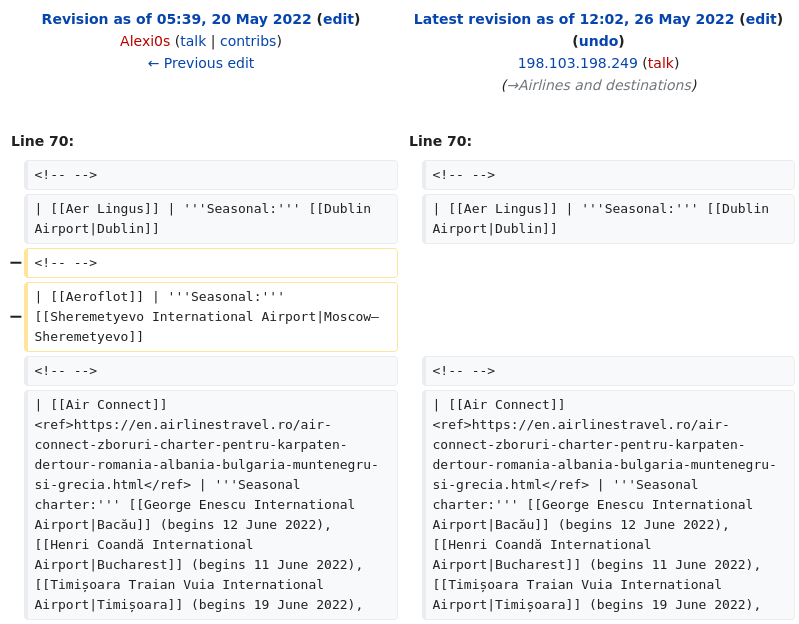 Revision as of 05:39, 20 May 2022 (edit)
Alexi0s (talk | contribs)
← Previous edit
Latest revision as of 12:02, 26 May 2022 (edit)
(undo)
198.103.198.249 (talk)
(→Airlines and destinations)
Line 70:
<!-- -->
| [[Aer Lingus]] | '''Seasonal:''' [[Dublin
Airport|Dublin]]
− <!-- -->
− | [[Aeroflot]] | '''Seasonal:'''
[[Sheremetyevo International Airport|Moscow–
Sheremetyevo]]
<!-- -->
| [[Air Connect]]
<ref>https://en.airlinestravel.ro/air-
connect-zboruri-charter-pentru-karpaten-
dertour-romania-albania-bulgaria-muntenegru-
si-grecia.html</ref> | '''Seasonal
charter:''' [[George Enescu International
Airport|Bacău]] (begins 12 June 2022),
[[Henri Coandă International
Airport|Bucharest]] (begins 11 June 2022),
[[Timișoara Traian Vuia International
Airport|Timișoara]] (begins 19 June 2022),
Line 70:
<!-- -->
| [[Aer Lingus]] | '''Seasonal:''' [[Dublin
Airport|Dublin]]
<!-- -->
| [[Air Connect]]
<ref>https://en.airlinestravel.ro/air-
connect-zboruri-charter-pentru-karpaten-
dertour-romania-albania-bulgaria-muntenegru-
si-grecia.html</ref> | '''Seasonal
charter:''' [[George Enescu International
Airport|Bacău]] (begins 12 June 2022),
[[Henri Coandă International
Airport|Bucharest]] (begins 11 June 2022),
[[Timișoara Traian Vuia International
Airport|Timișoara]] (begins 19 June 2022),